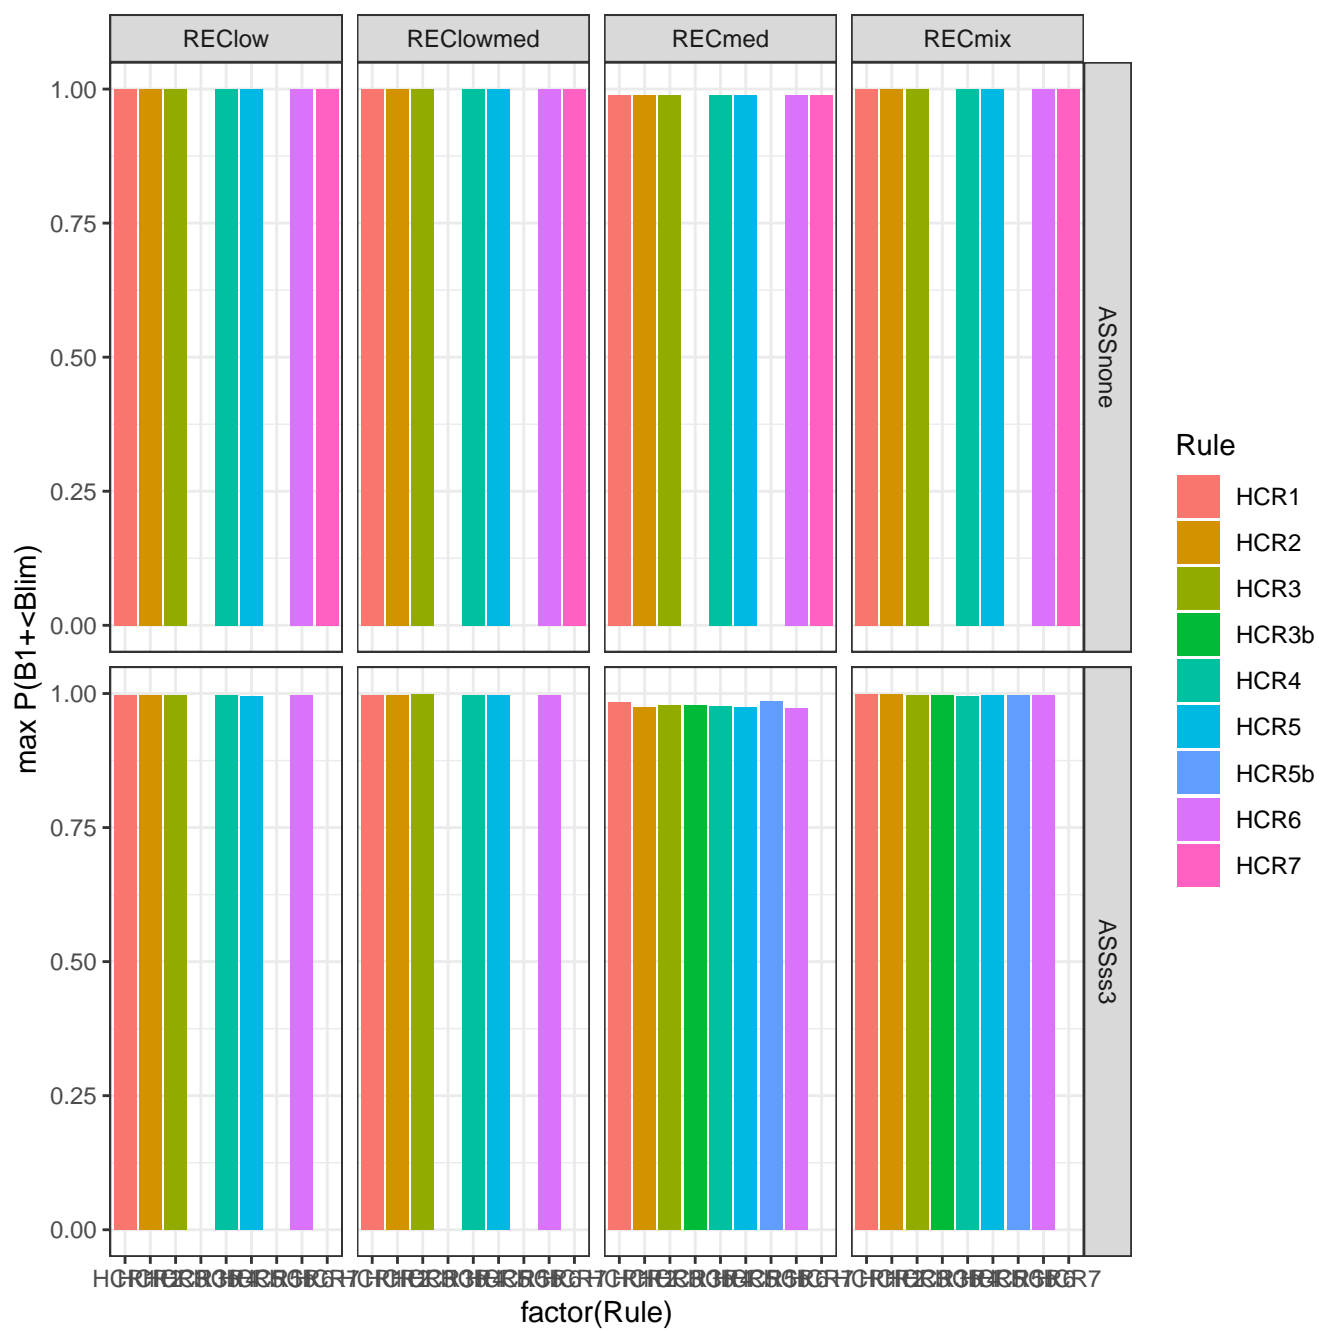 REClow
REClowmed
RECmed
RECmix
1.00
0.75
0.50
0.25
0.00
ASSnone
1.00
0.75
0.50
0.25
0.00
ASSss3
max P(B1+<Blim)
factor(Rule)
Rule
HCR1
HCR2
HCR3
HCR3b
HCR4
HCR5
HCR5b
HCR6
HCR7